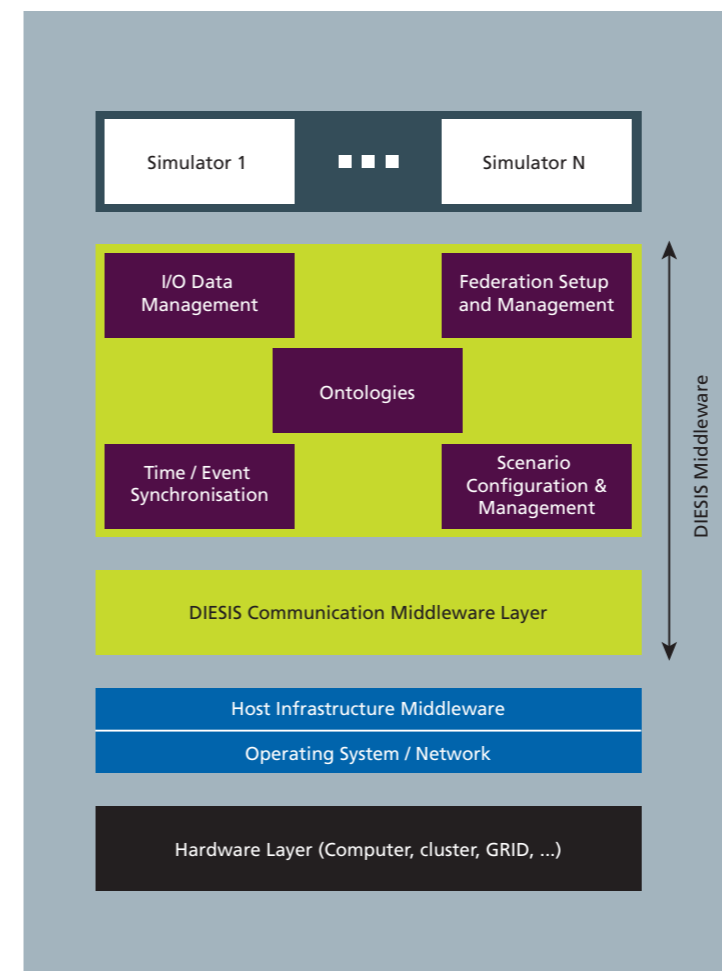 Simulator 1
Simulator N
I/O Data
Management
Federation Setup
and Management
Ontologies
Time / Event
Synchronisation
Scenario
Configuration &
Management
DIESIS Middleware
DIESIS Communication Middleware Layer
Host Infrastructure Middleware
Operating System / Network
Hardware Layer (Computer, cluster, GRID, ...)